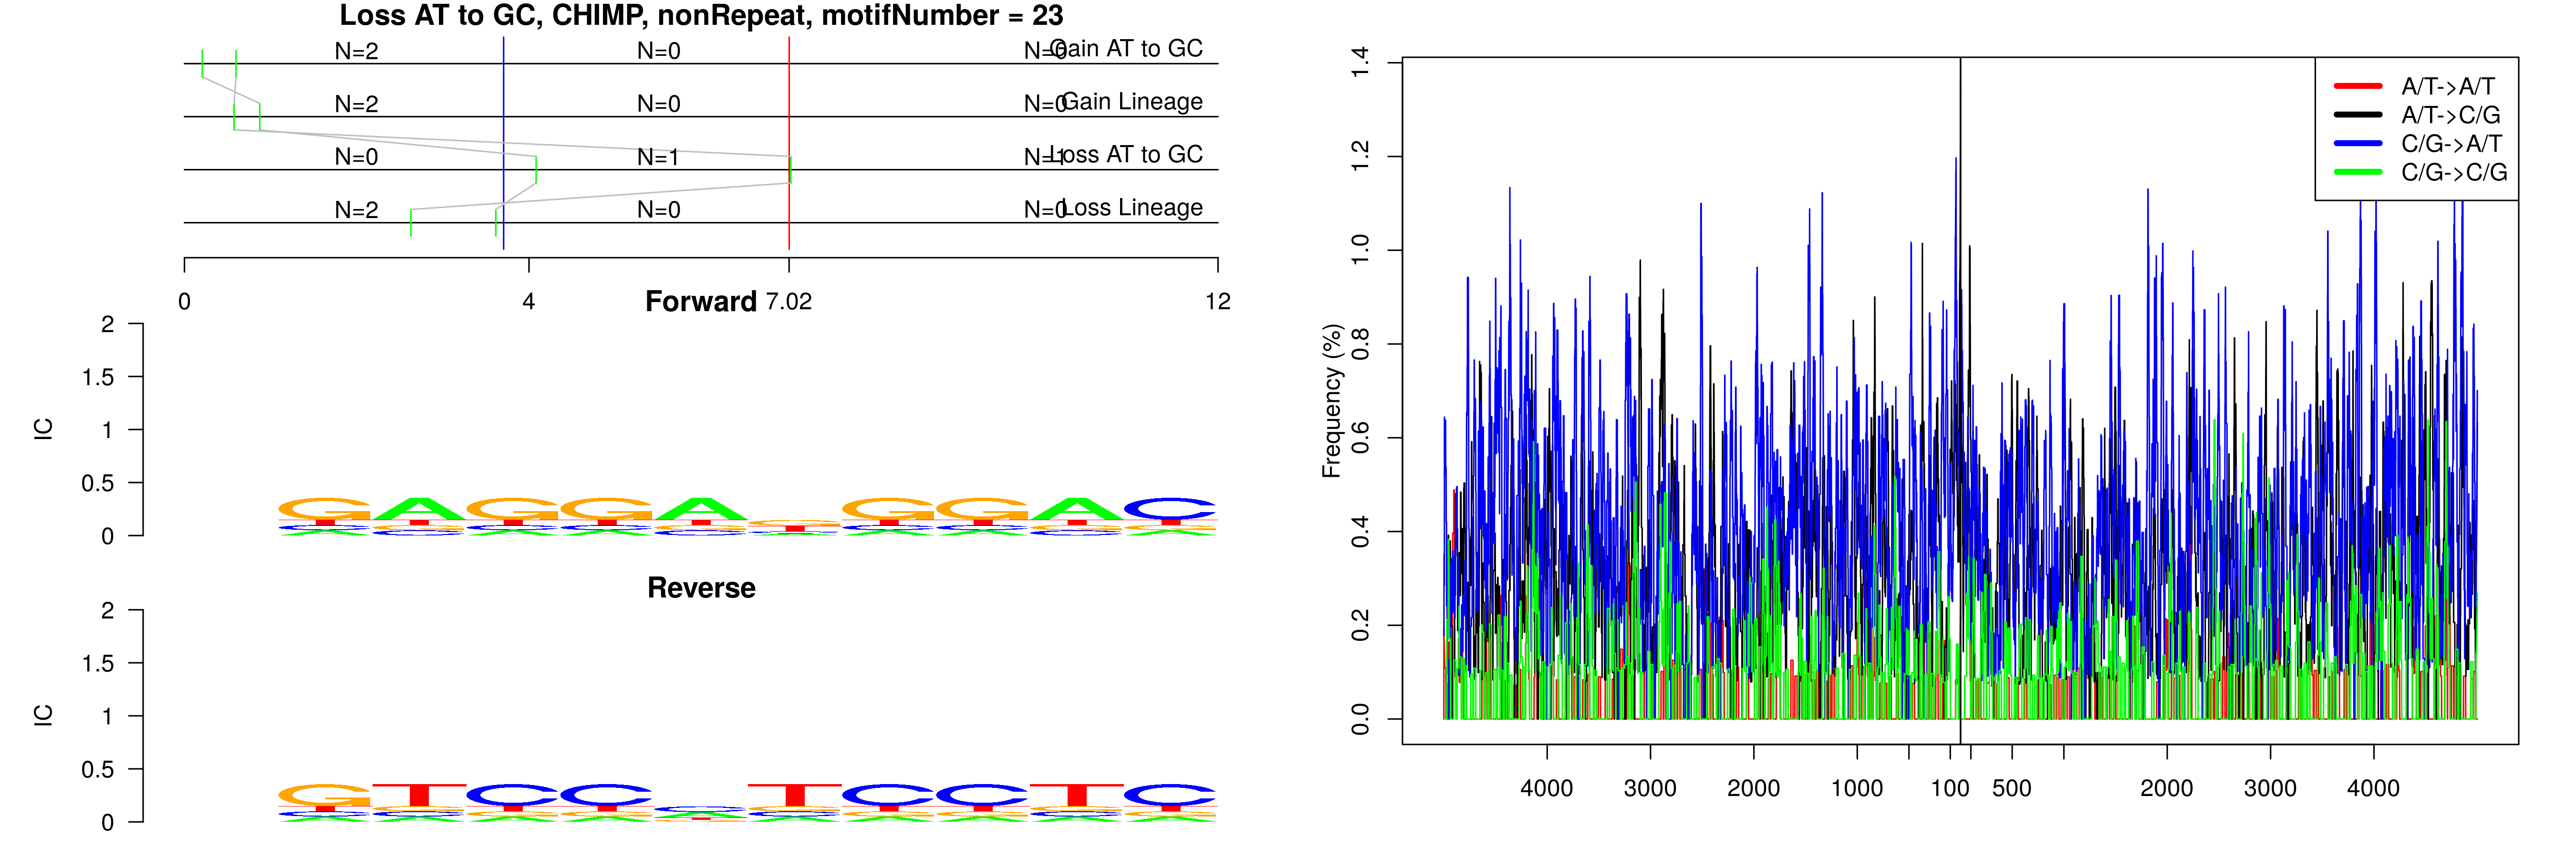 Loss AT to GC, CHIMP, nonRepeat, motifNumber = 23
N=2 N=0 N=0 Gain AT to GC
N=2 N=0 N=0 Gain Lineage
N=0 N=1 N=1 Loss AT to GC
N=2 N=0 N=0 Loss Lineage
0 4 7.02 12
Forward
2
1.5
1
0.5
0
IC
GAGGA GGAC
Reverse
2
1.5
1
0.5
0
IC
GTCC TCCTC
1.4
1.2
1.0
0.8
0.6
0.4
0.2
0.0
Frequency (%)
A/T->A/T
A/T->C/G
C/G->A/T
C/G->C/G
4000 3000 2000 1000 100 500 2000 3000 4000